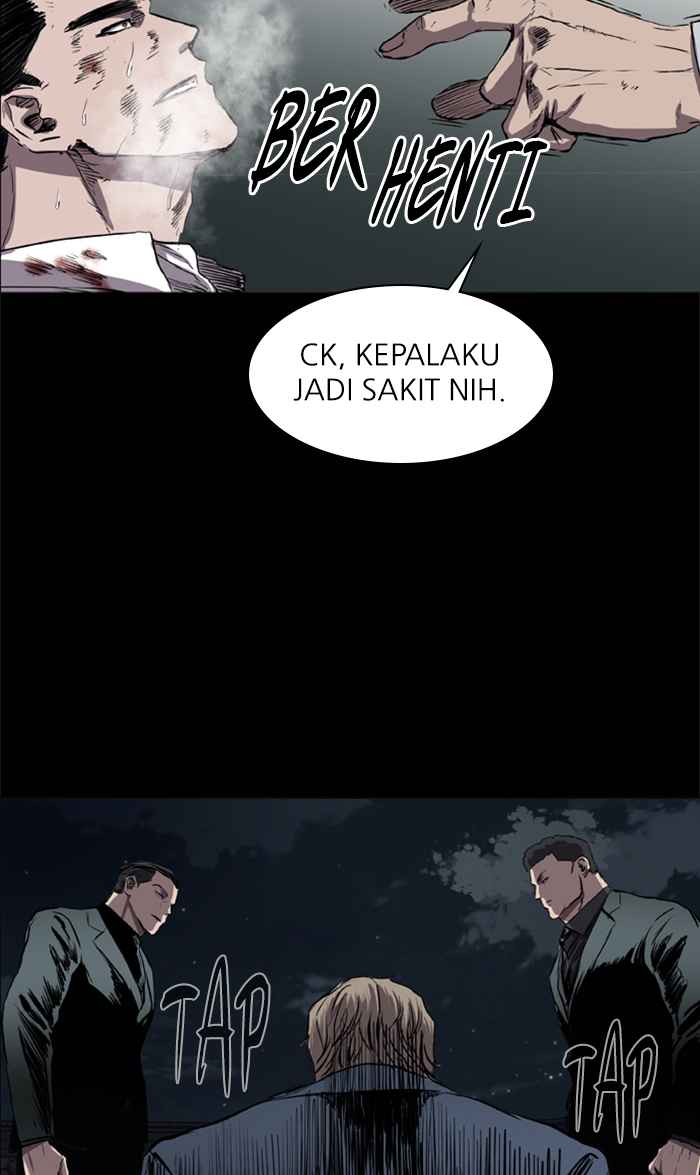 BER
HENTI
CK, KEPALAKU
JADI SAKIT NIH.
TAP
TAP